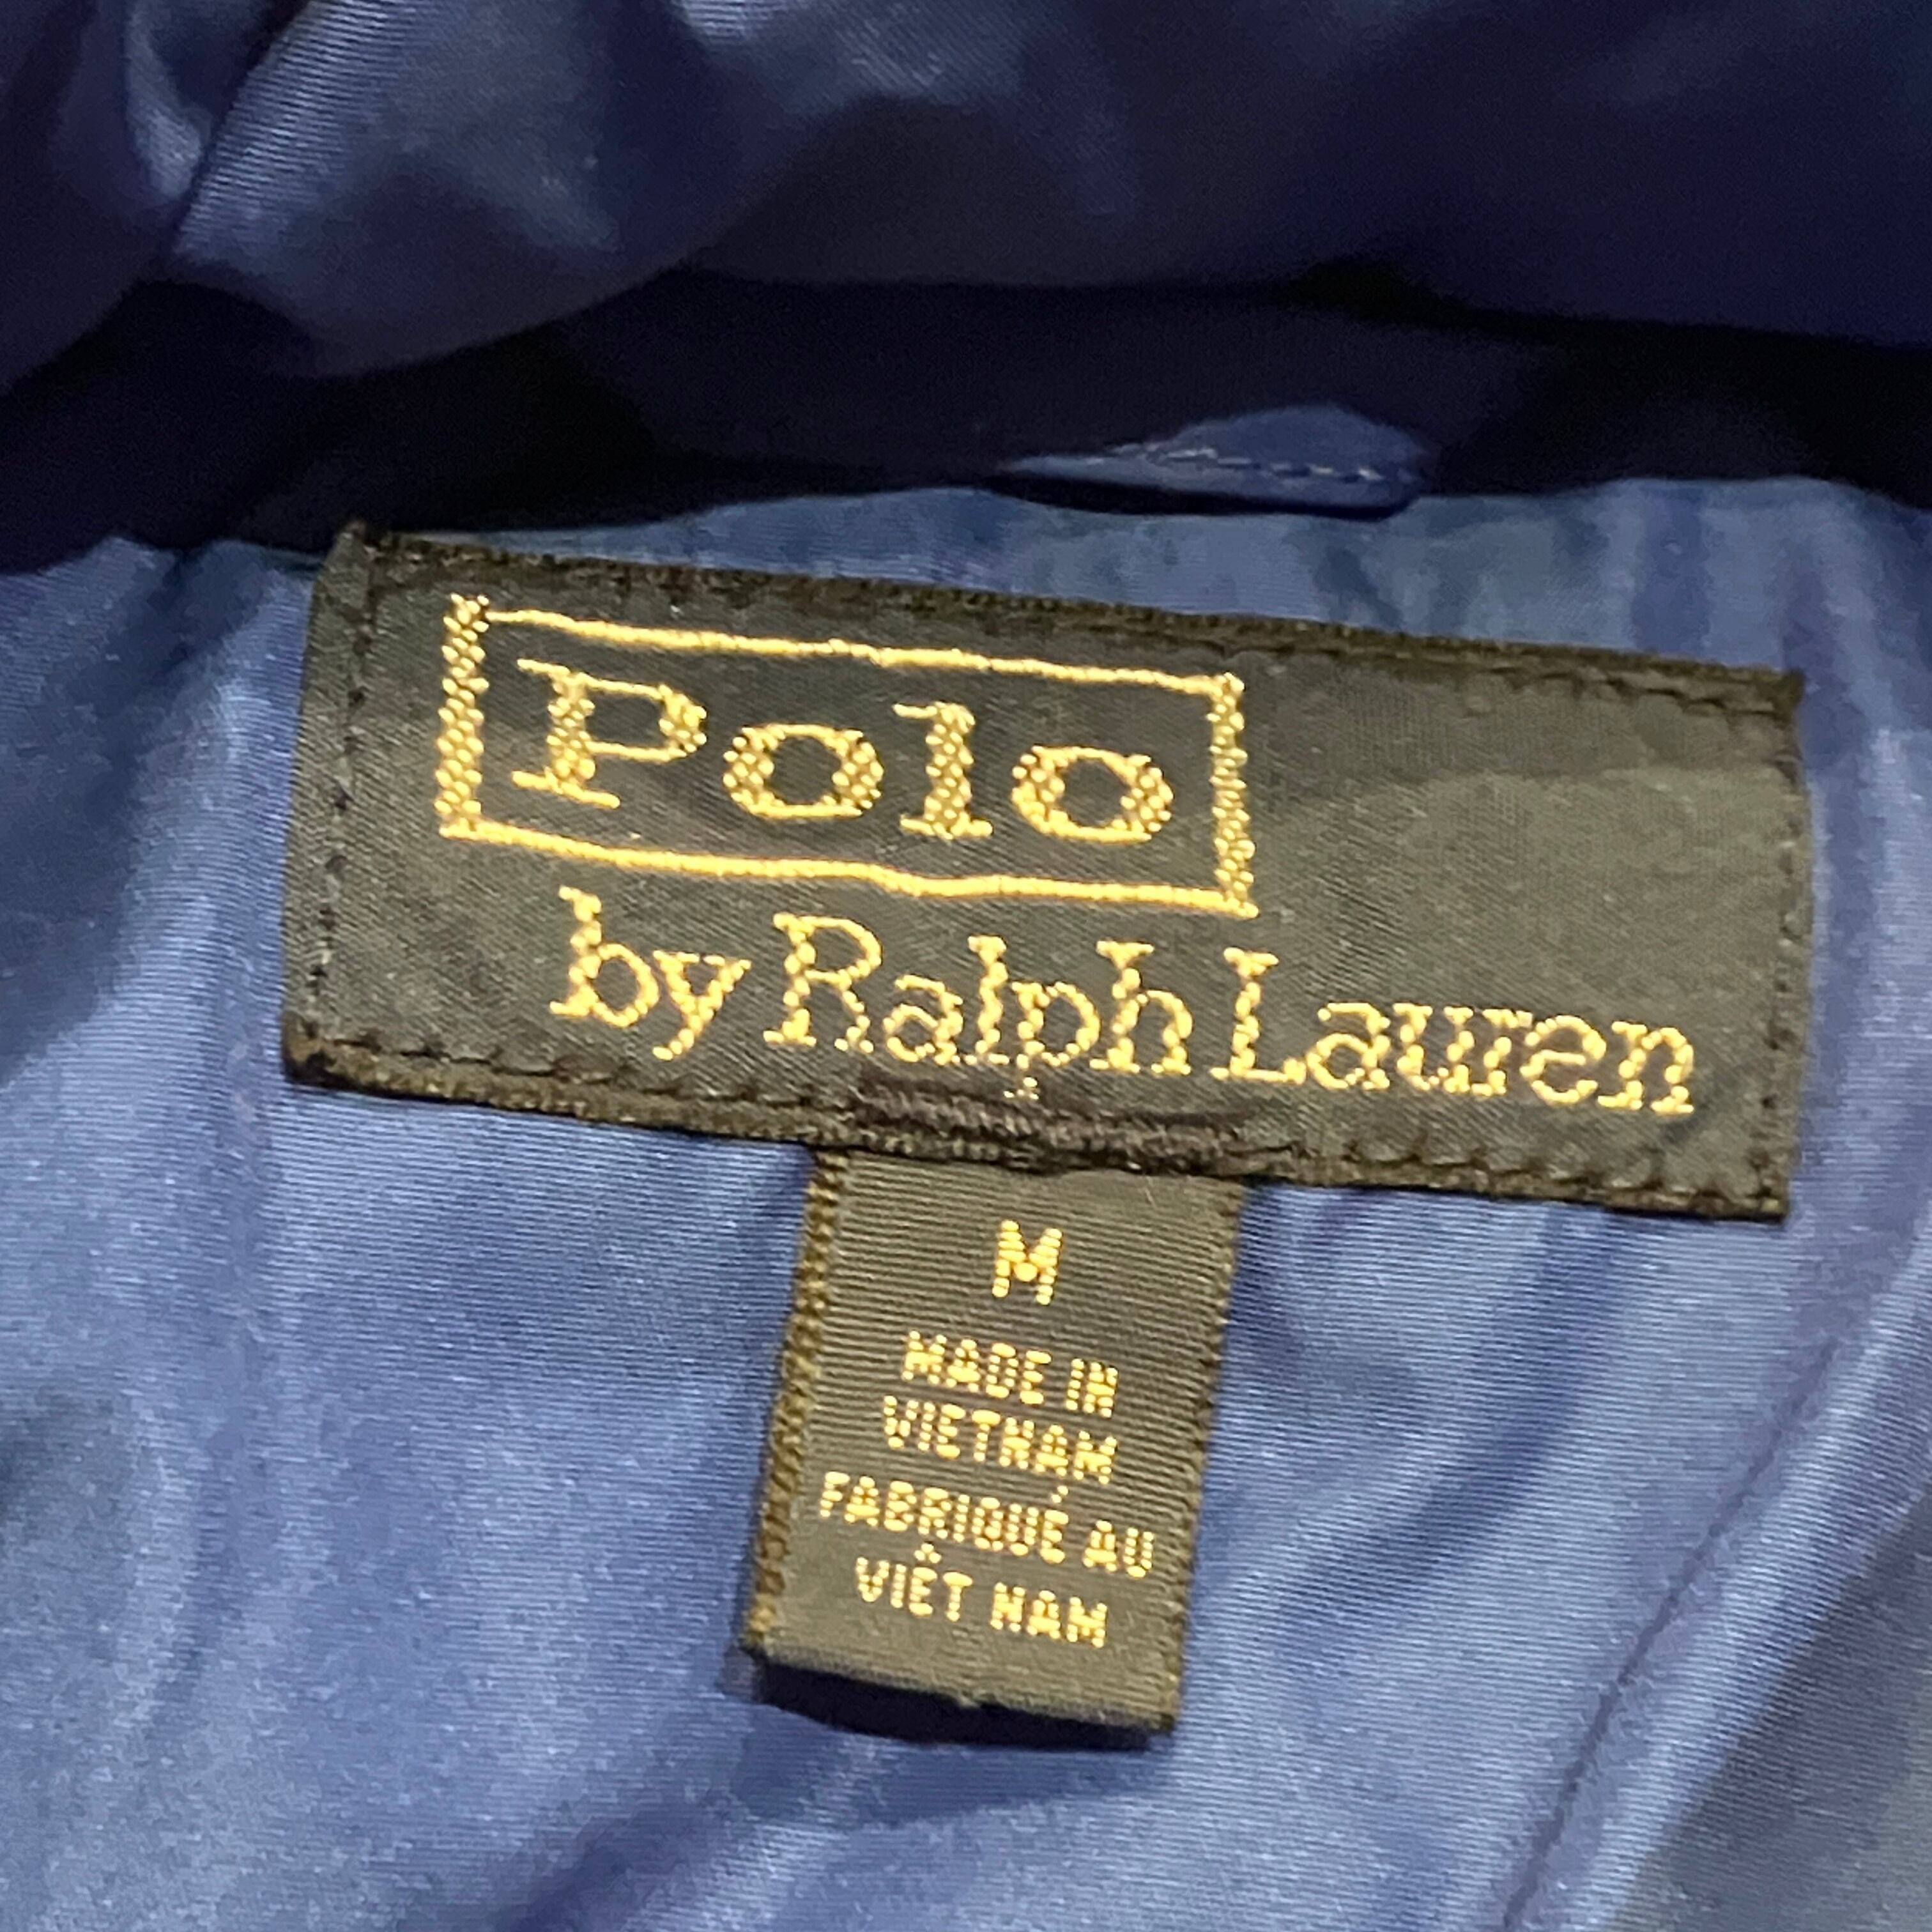 Polo
by Ralph Lauren
M
MADE IN
VIETNAM
FABRIQUÉ AU
VIÊT NAM